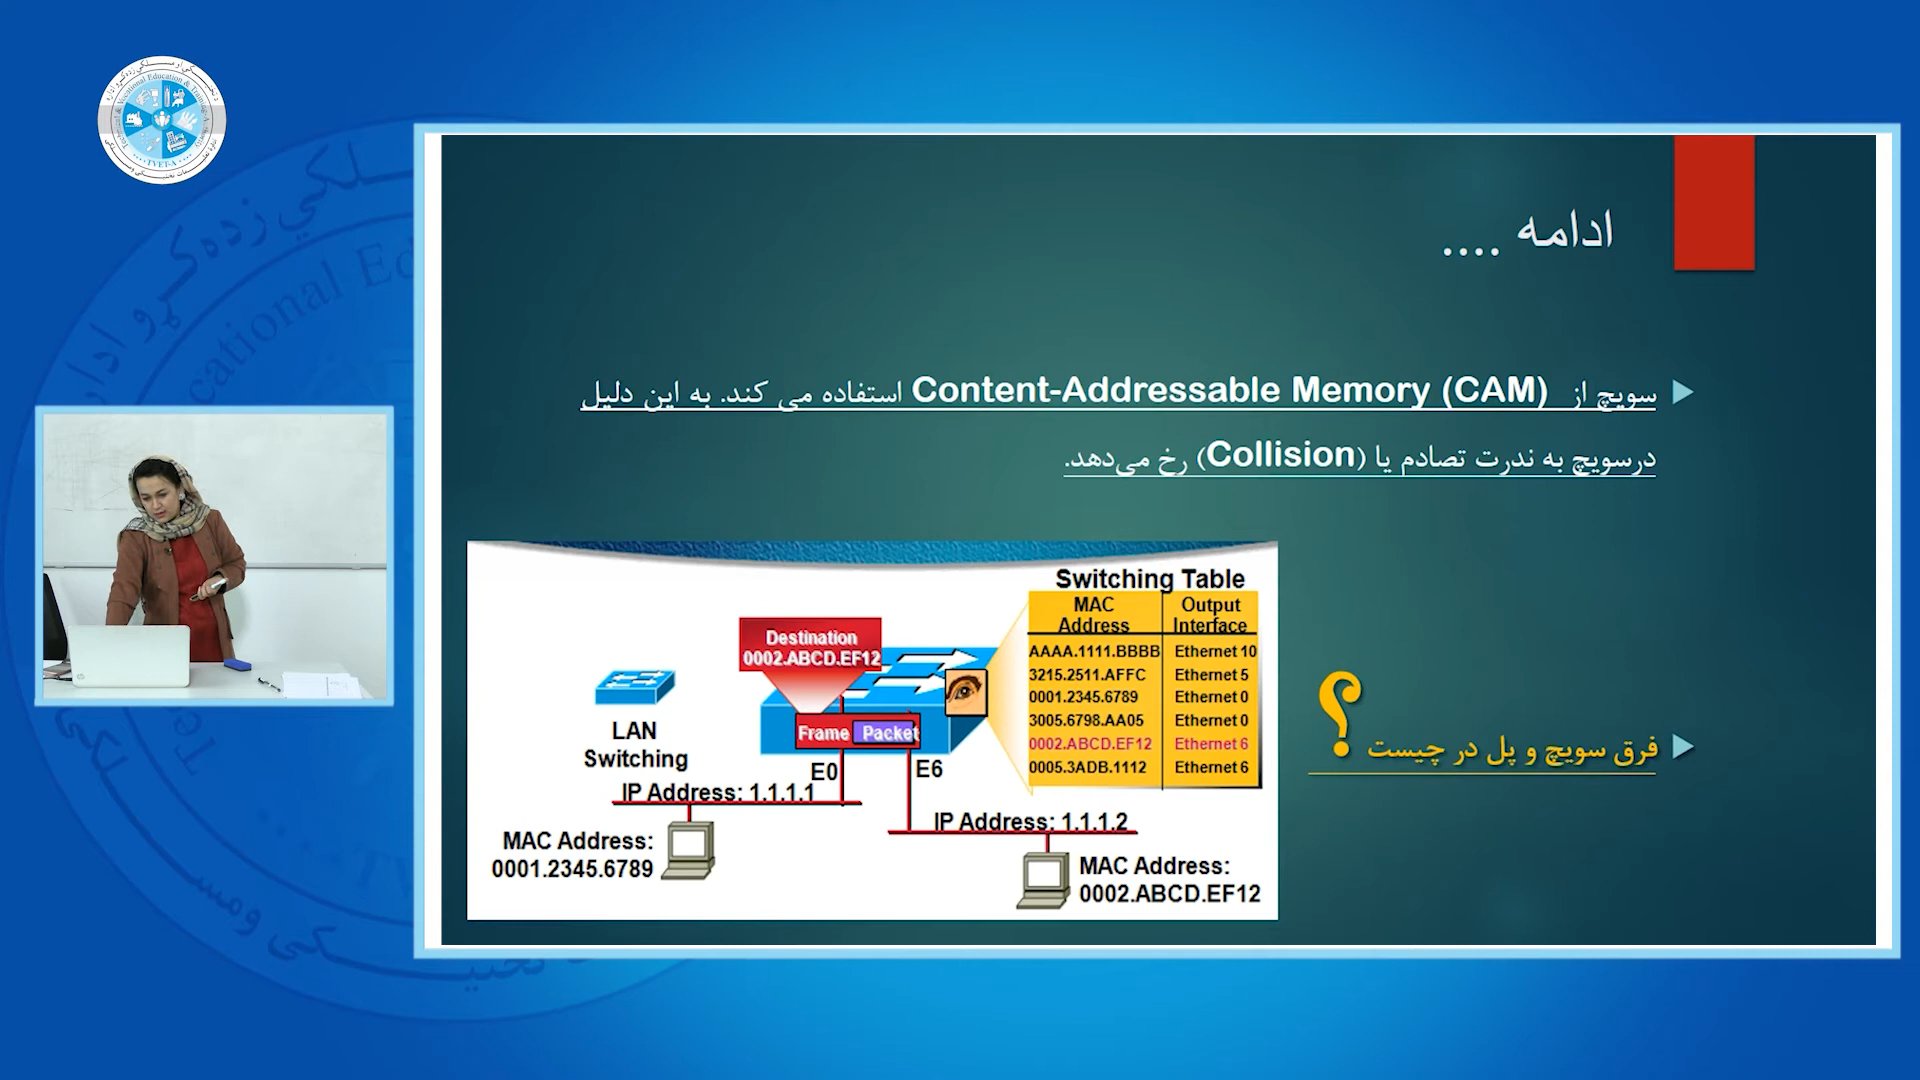 ادامه ....
سویچ از Content-Addressable Memory (CAM) استفاده می کند. به این دلیل
درسویچ به ندرت تصادم یا (Collision) رخ می‌دهد.
فرق سویچ و پل در چیست ؟
Switching Table
MAC Address Output Interface
AAAA.1111.BBBB Ethernet 10
3215.2511.AFFC Ethernet 5
0001.2345.6789 Ethernet 0
3005.6798.AA05 Ethernet 0
0002.ABCD.EF12 Ethernet 6
0005.3ADB.1112 Ethernet 6
Destination
0002.ABCD.EF12
Frame Packet
LAN
Switching
E0
E6
IP Address: 1.1.1.1
MAC Address:
0001.2345.6789
IP Address: 1.1.1.2
MAC Address:
0002.ABCD.EF12
Technical & Vocational Education & Training
TVET-A